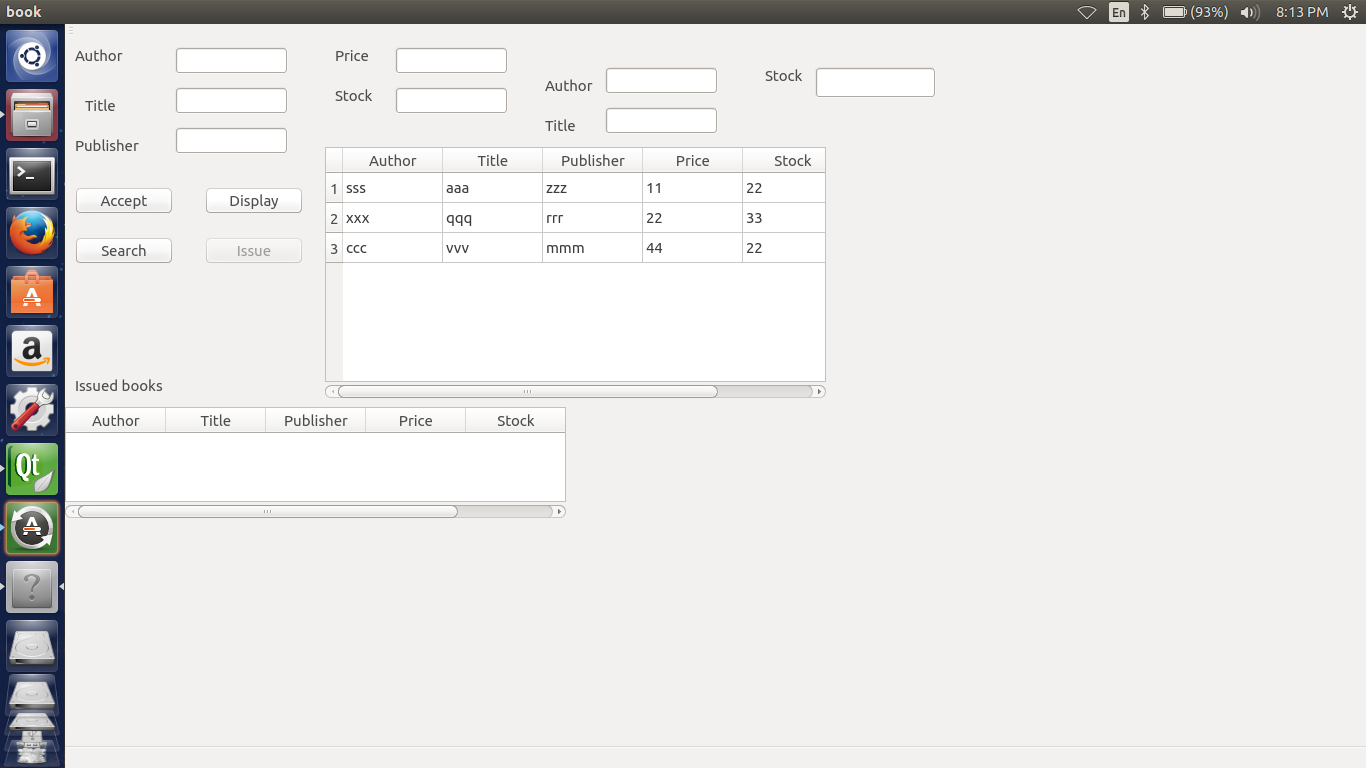 book En (93%) 8:13 PM
Author Price
Author Stock
Title Stock
Title
Publisher
Author Title Publisher Price Stock
1 sss aaa zzz 11 22
2 xxx qqq rrr 22 33
3 ccc vvv mmm 44 22
Accept Display
Search Issue
Issued books
Author Title Publisher Price Stock
>_
A
a
Qt
A
?